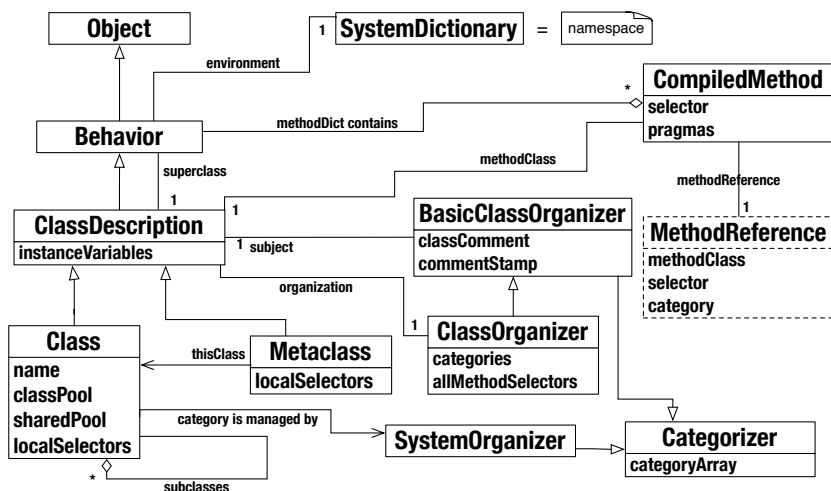 Object
1
SystemDictionary
=
namespace
environment
*
CompiledMethod
selector
pragmas
Behavior
methodDict contains
superclass
methodClass
methodReference
1
1
1
ClassDescription
instanceVariables
1
subject
BasicClassOrganizer
classComment
commentStamp
MethodReference
methodClass
selector
category
organization
1
ClassOrganizer
categories
allMethodSelectors
Class
name
classPool
sharedPool
localSelectors
thisClass
Metaclass
localSelectors
category is managed by
SystemOrganizer
Categorizer
categoryArray
*
subclasses